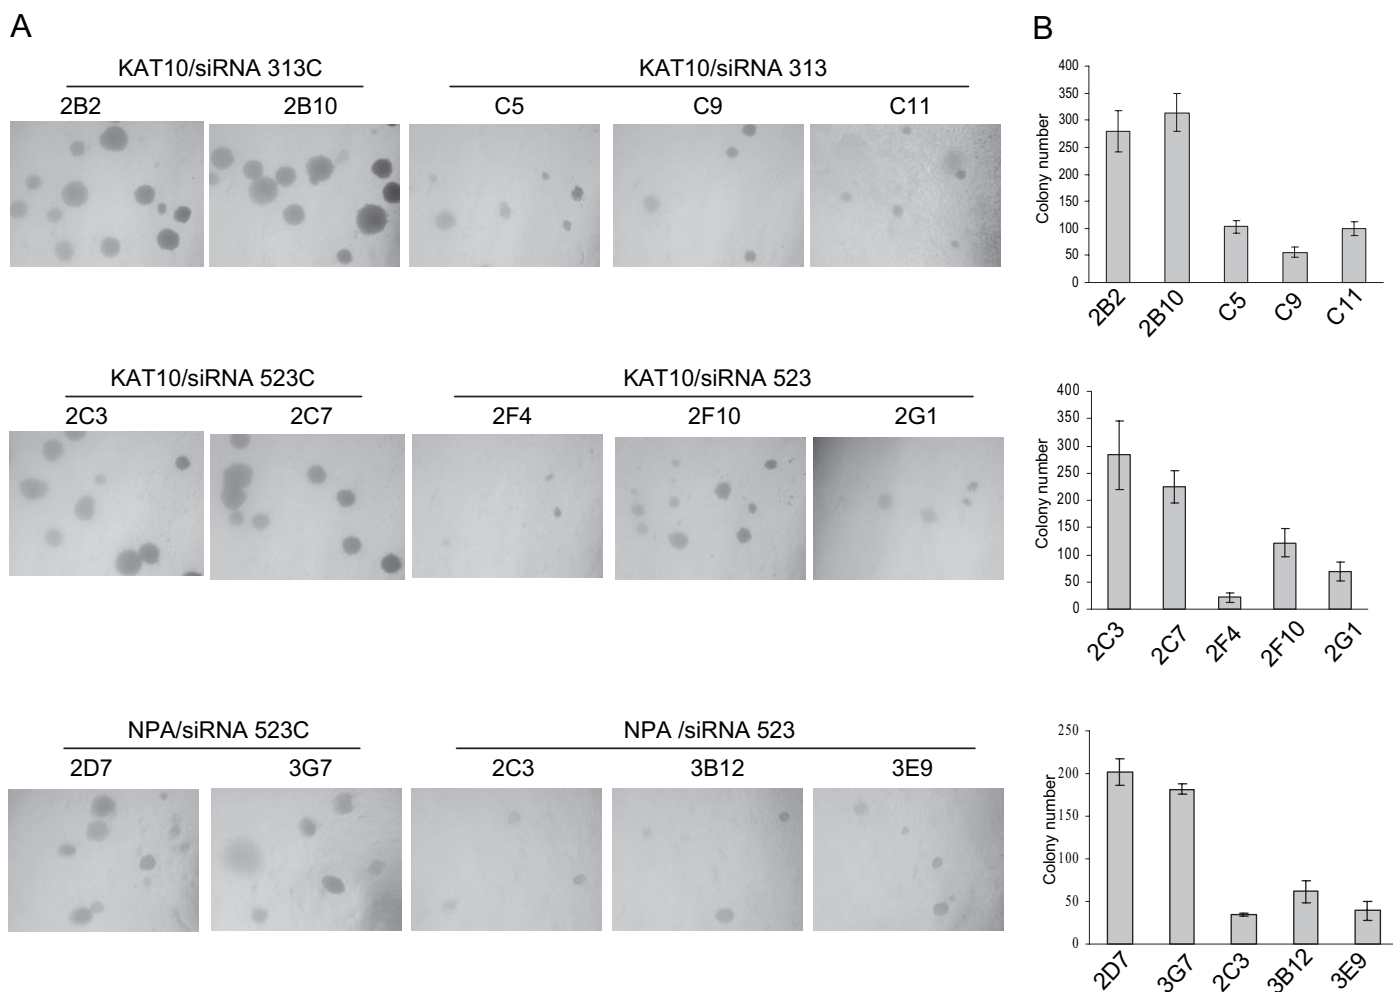 A
B
KAT10/siRNA 313C
KAT10/siRNA 313
2B2
2B10
C5
C9
C11
Colony number
400
350
300
250
200
150
100
50
0
2B2
2B10
C5
C9
C11
KAT10/siRNA 523C
KAT10/siRNA 523
2C3
2C7
2F4
2F10
2G1
Colony number
400
350
300
250
200
150
100
50
0
2C3
2C7
2F4
2F10
2G1
NPA/siRNA 523C
NPA /siRNA 523
2D7
3G7
2C3
3B12
3E9
Colony number
250
200
150
100
50
0
2D7
3G7
2C3
3B12
3E9